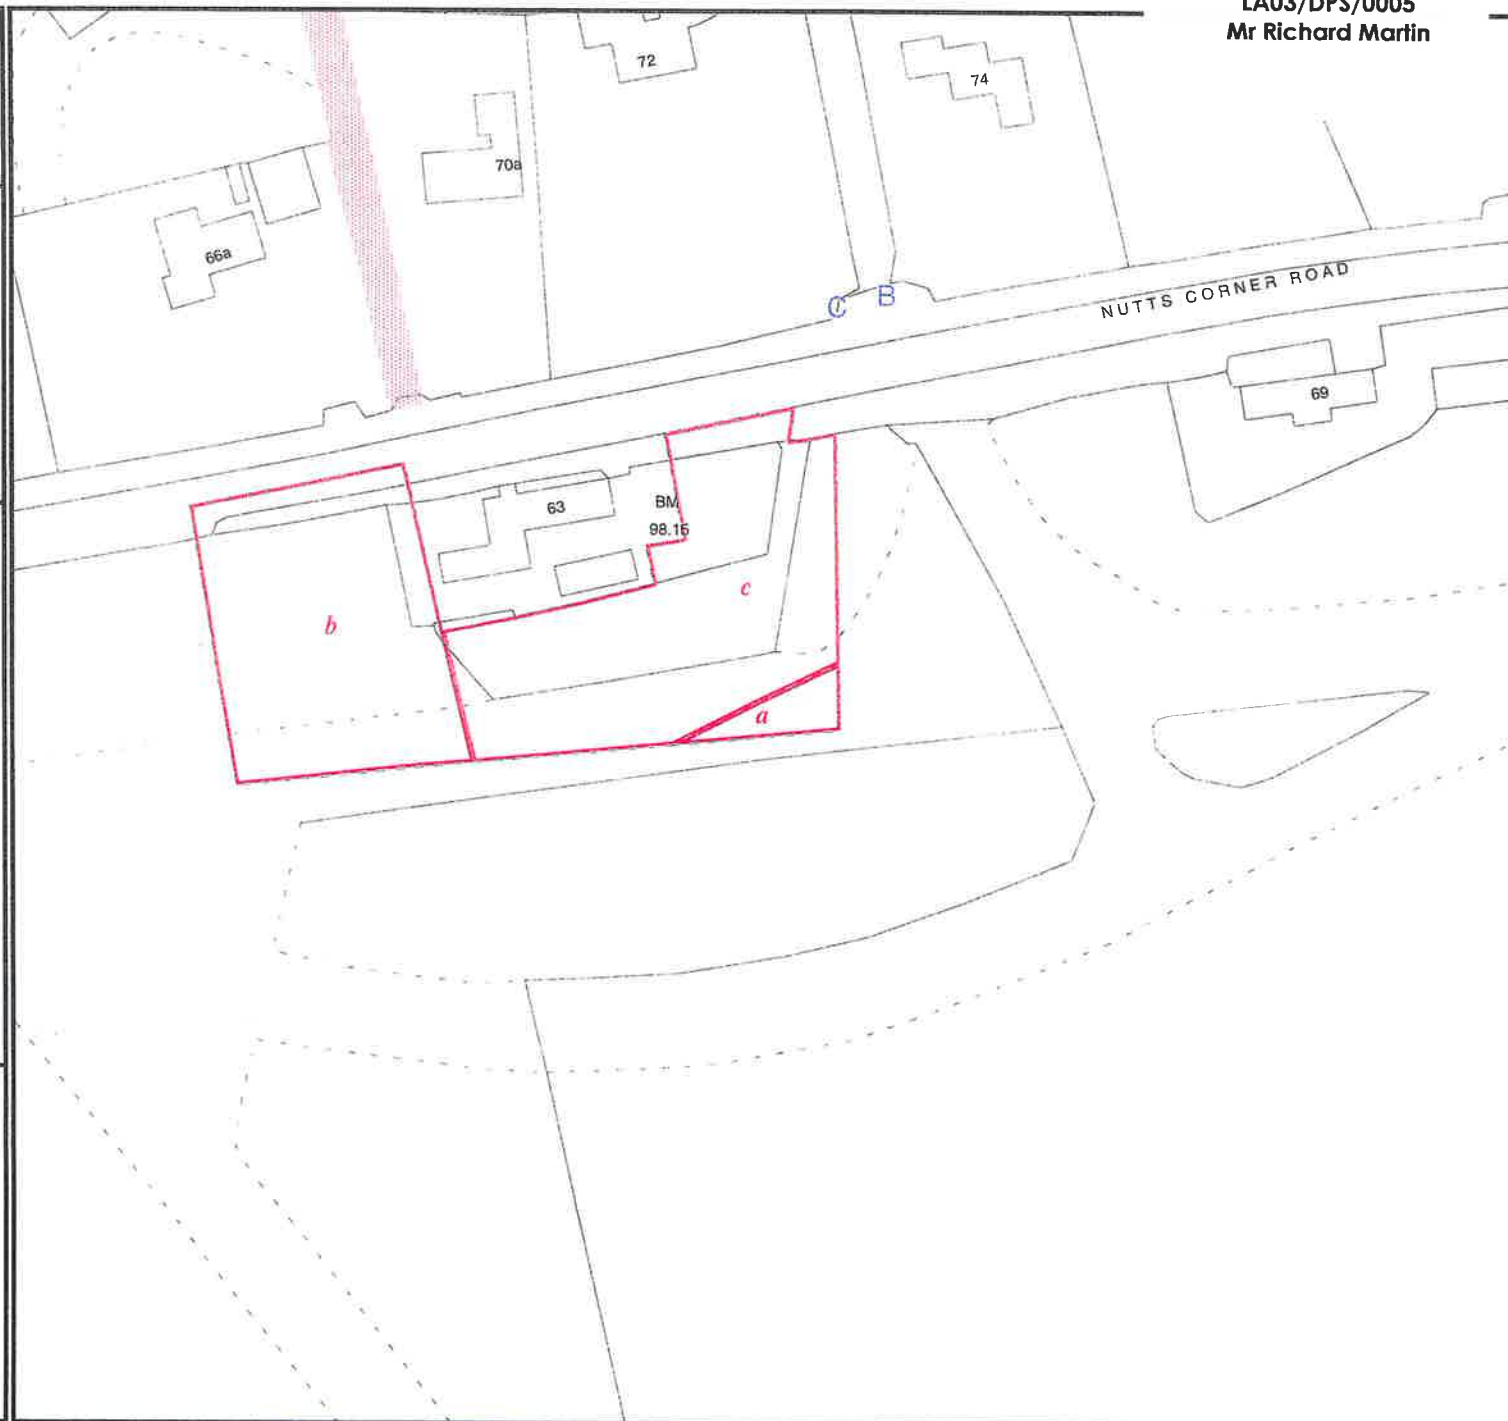 LA03/DPS/0005
Mr Richard Martin
72
74
70a
66a
C B
NUTTS CORNER ROAD
69
63
BM
98.15
b
c
a